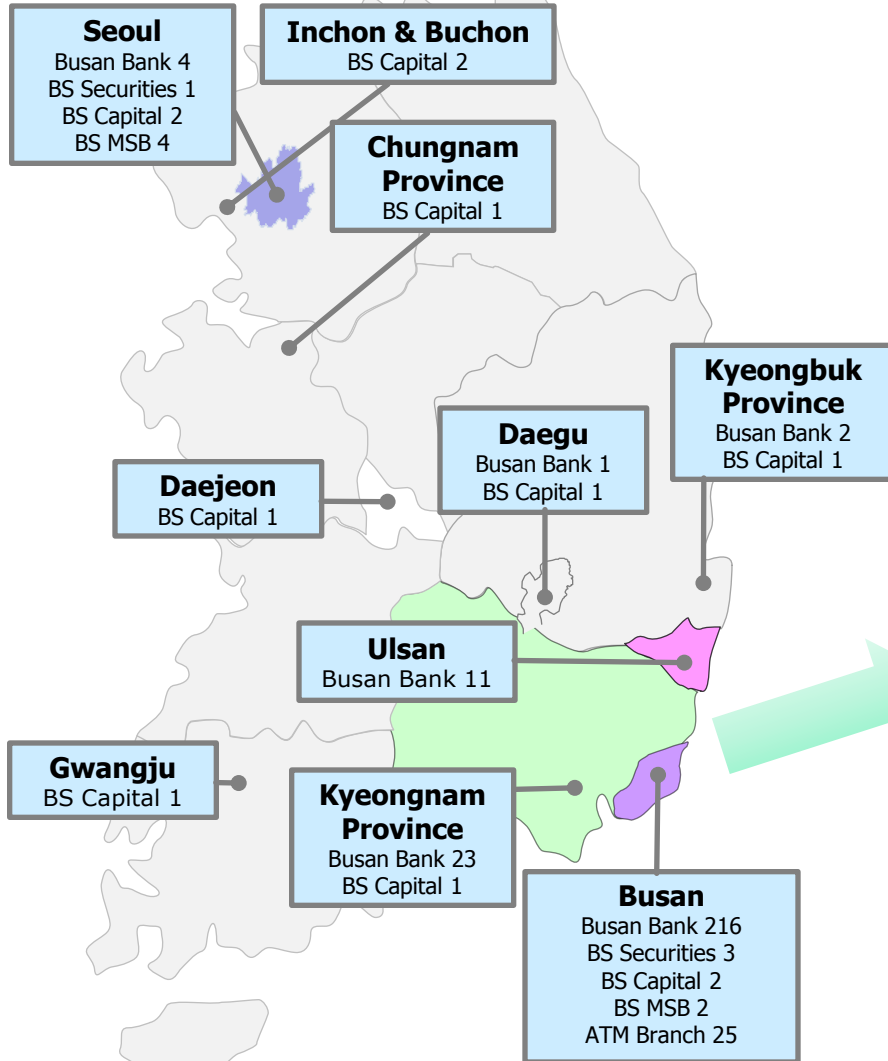 Seoul
Busan Bank 4
BS Securities 1
BS Capital 2
BS MSB 4
Inchon & Buchon
BS Capital 2
Chungnam
Province
BS Capital 1
Kyeongbuk
Province
Busan Bank 2
BS Capital 1
Daegu
Busan Bank 1
BS Capital 1
Daejeon
BS Capital 1
Ulsan
Busan Bank 11
Gwangju
BS Capital 1
Kyeongnam
Province
Busan Bank 23
BS Capital 1
Busan
Busan Bank 216
BS Securities 3
BS Capital 2
BS MSB 2
ATM Branch 25